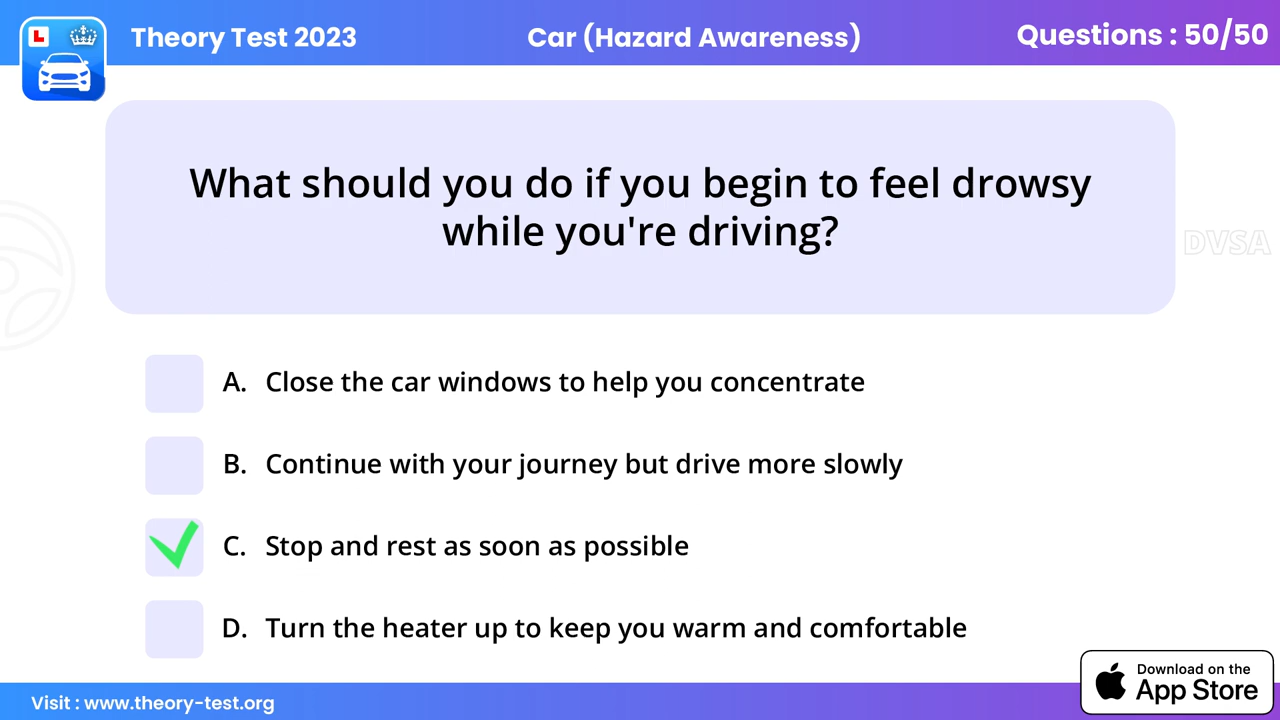 L
Theory Test 2023
Car (Hazard Awareness)
Questions : 50/50
What should you do if you begin to feel drowsy
while you're driving?
DVSA
A. Close the car windows to help you concentrate
B. Continue with your journey but drive more slowly
C. Stop and rest as soon as possible
D. Turn the heater up to keep you warm and comfortable
Visit : www.theory-test.org
Download on the
App Store